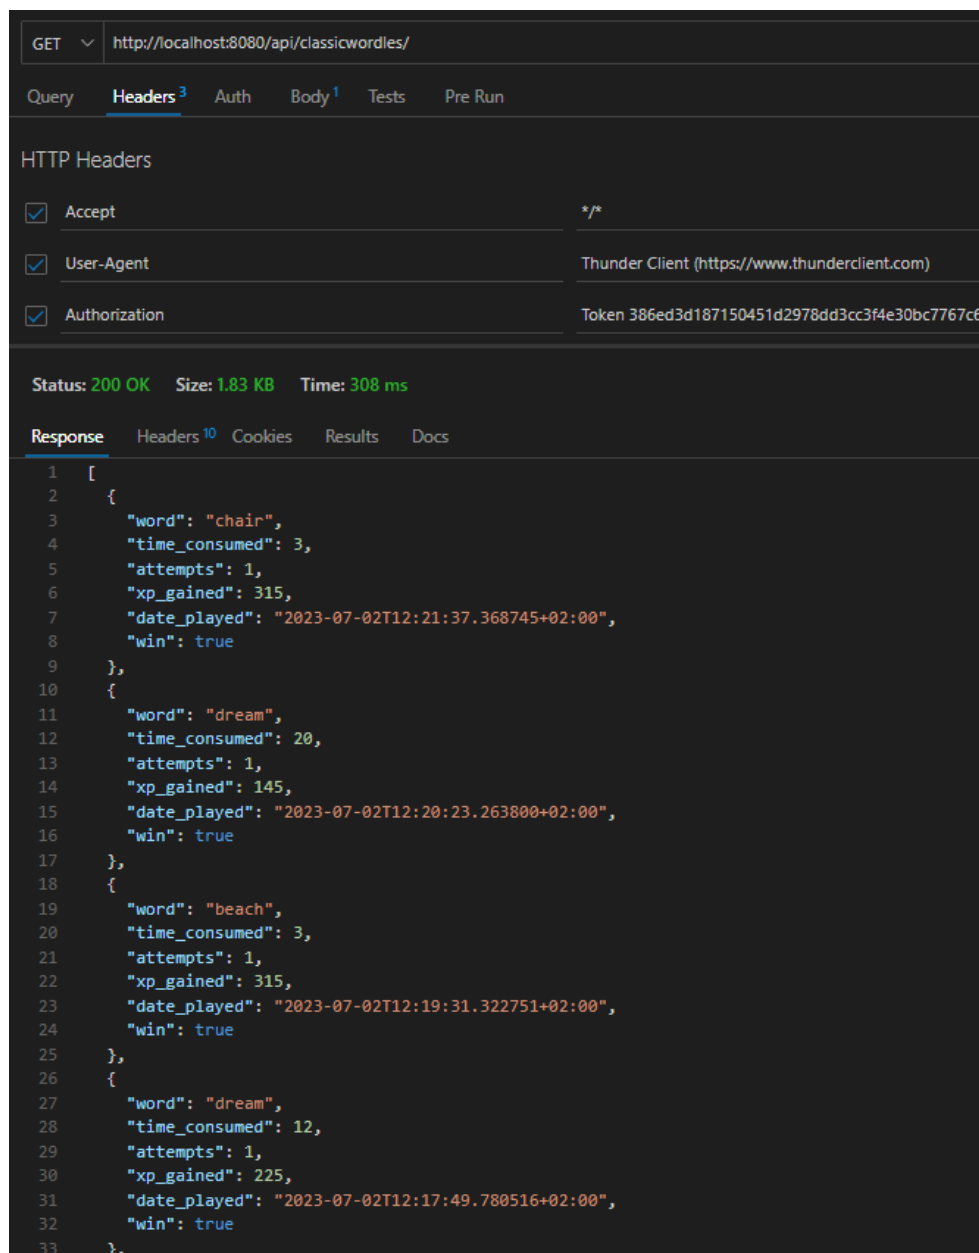 GET http://localhost:8080/api/classicwordles/
Query Headers 3 Auth Body 1 Tests Pre Run
HTTP Headers
Accept */*
User-Agent Thunder Client (https://www.thunderclient.com)
Authorization Token 386ed3d187150451d2978dd3cc3f4e30bc7767c6
Status: 200 OK Size: 1.83 KB Time: 308 ms
Response Headers 10 Cookies Results Docs
1 [
2 {
3 "word": "chair",
4 "time_consumed": 3,
5 "attempts": 1,
6 "xp_gained": 315,
7 "date_played": "2023-07-02T12:21:37.368745+02:00",
8 "win": true
9 },
10 {
11 "word": "dream",
12 "time_consumed": 20,
13 "attempts": 1,
14 "xp_gained": 145,
15 "date_played": "2023-07-02T12:20:23.263800+02:00",
16 "win": true
17 },
18 {
19 "word": "beach",
20 "time_consumed": 3,
21 "attempts": 1,
22 "xp_gained": 315,
23 "date_played": "2023-07-02T12:19:31.322751+02:00",
24 "win": true
25 },
26 {
27 "word": "dream",
28 "time_consumed": 12,
29 "attempts": 1,
30 "xp_gained": 225,
31 "date_played": "2023-07-02T12:17:49.780516+02:00",
32 "win": true
33 },